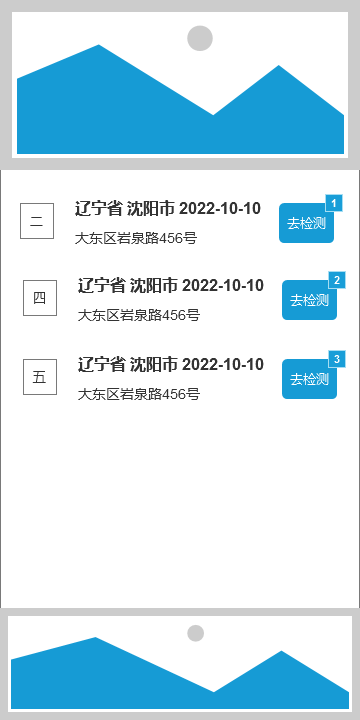 二
辽宁省 沈阳市 2022-10-10
大东区岩泉路456号
去检测
1
四
辽宁省 沈阳市 2022-10-10
大东区岩泉路456号
去检测
2
五
辽宁省 沈阳市 2022-10-10
大东区岩泉路456号
去检测
3